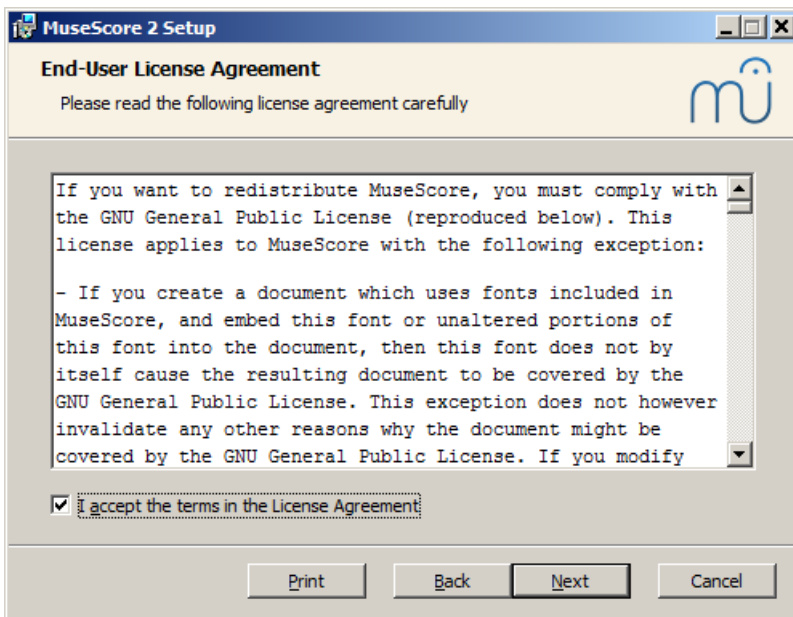 MuseScore 2 Setup
End-User License Agreement
Please read the following license agreement carefully
If you want to redistribute MuseScore, you must comply with
the GNU General Public License (reproduced below). This
license applies to MuseScore with the following exception:
- If you create a document which uses fonts included in
MuseScore, and embed this font or unaltered portions of
this font into the document, then this font does not by
itself cause the resulting document to be covered by the
GNU General Public License. This exception does not however
invalidate any other reasons why the document might be
covered by the GNU General Public License. If you modify
I accept the terms in the License Agreement
Print Back Next Cancel